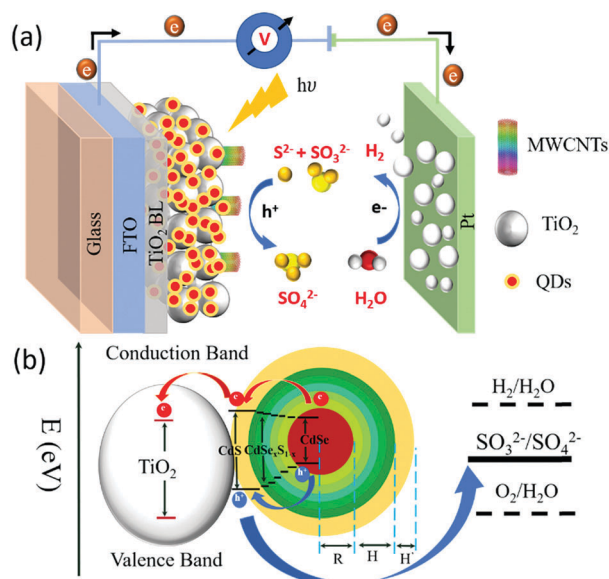 (a)
e
e
V
e
e
hυ
S²⁻ + SO₃²⁻
H₂
h⁺
e-
SO₄²⁻
H₂O
Glass
FTO
TiO₂ BL
Pt
MWCNTs
TiO₂
QDs
(b)
E (eV)
Conduction Band
e⁻
e⁻
e⁻
TiO₂
CdS
CdSeₓS₁₋ₓ
CdSe
h⁺
h⁺
Valence Band
R
H
H'
H₂/H₂O
SO₃²⁻/SO₄²⁻
O₂/H₂O